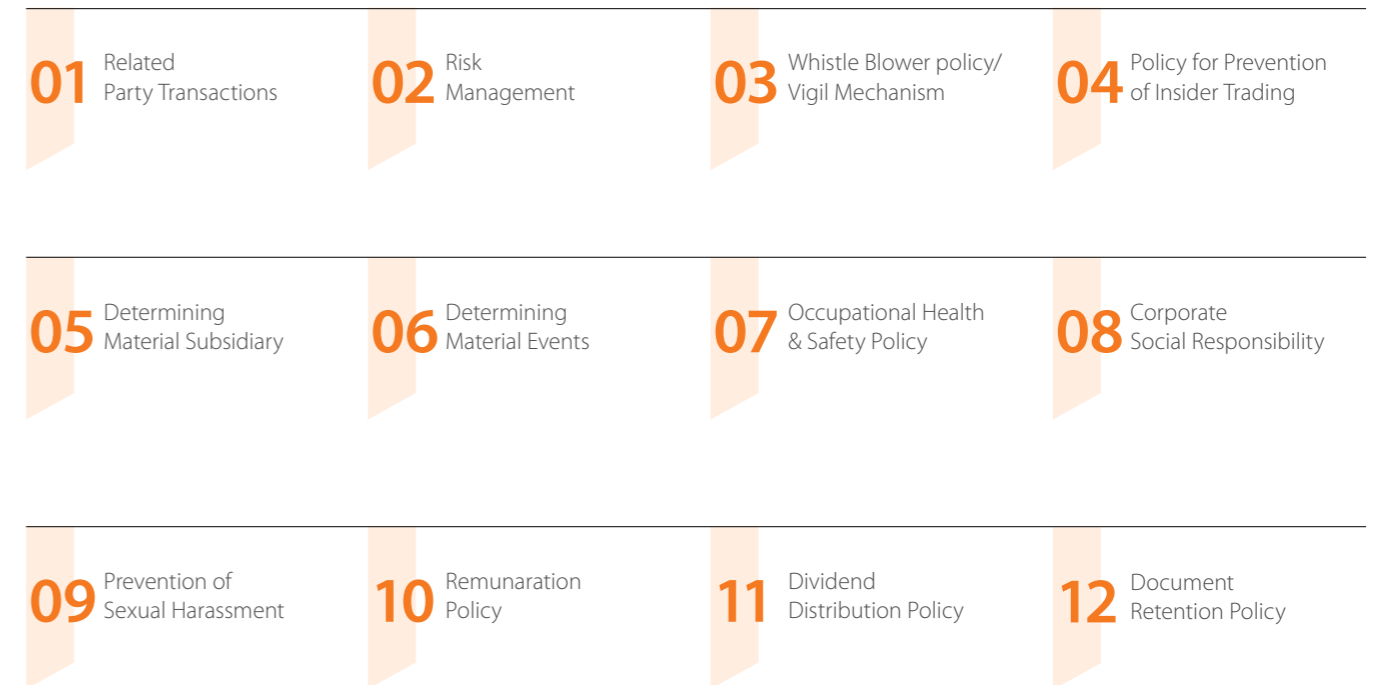 01 Related
Party Transactions
02 Risk
Management
03 Whistle Blower policy/
Vigil Mechanism
04 Policy for Prevention
of Insider Trading
05 Determining
Material Subsidiary
06 Determining
Material Events
07 Occupational Health
& Safety Policy
08 Corporate
Social Responsibility
09 Prevention of
Sexual Harassment
10 Remunaration
Policy
11 Dividend
Distribution Policy
12 Document
Retention Policy